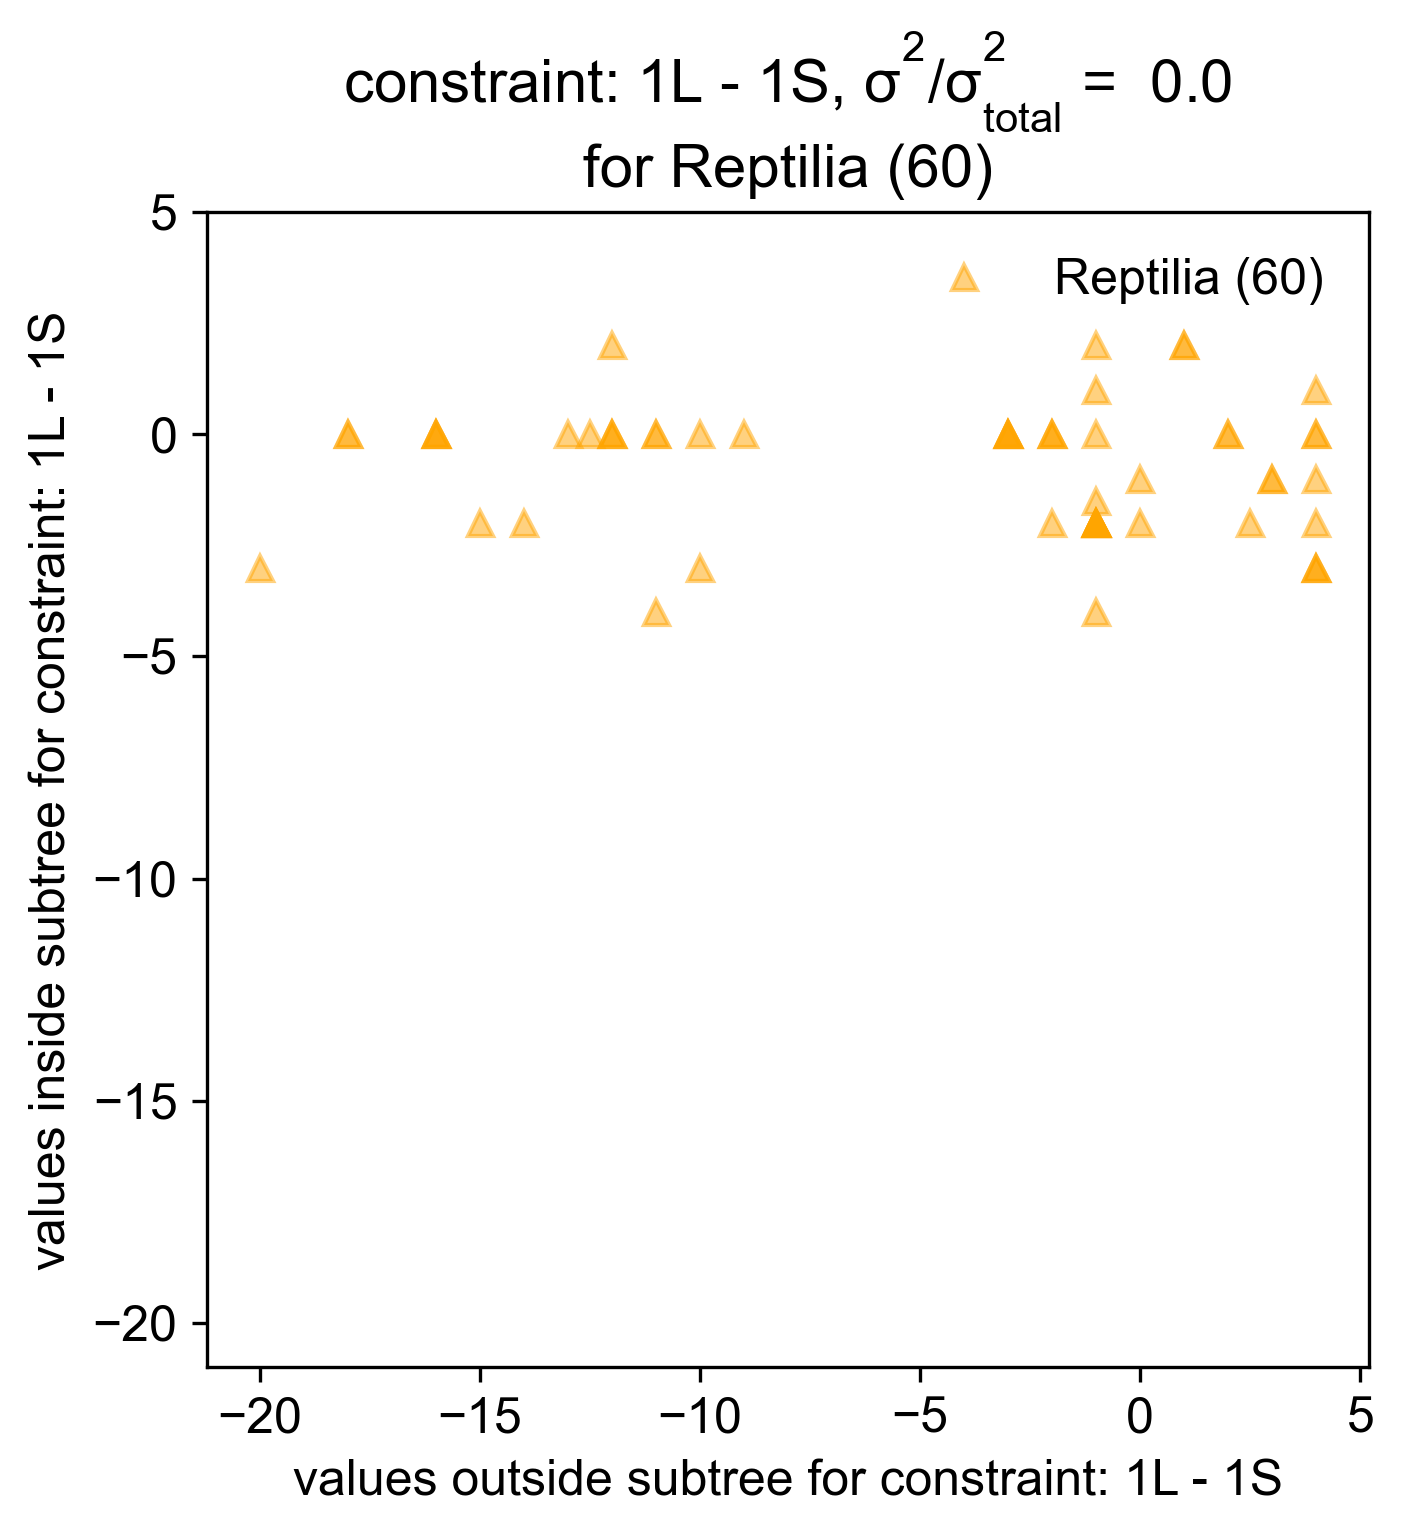 constraint: 1L - 1S, σ²/σ²total = 0.0
for Reptilia (60)
Reptilia (60)
values inside subtree for constraint: 1L - 1S
5
0
−5
−10
−15
−20
−20 −15 −10 −5 0 5
values outside subtree for constraint: 1L - 1S